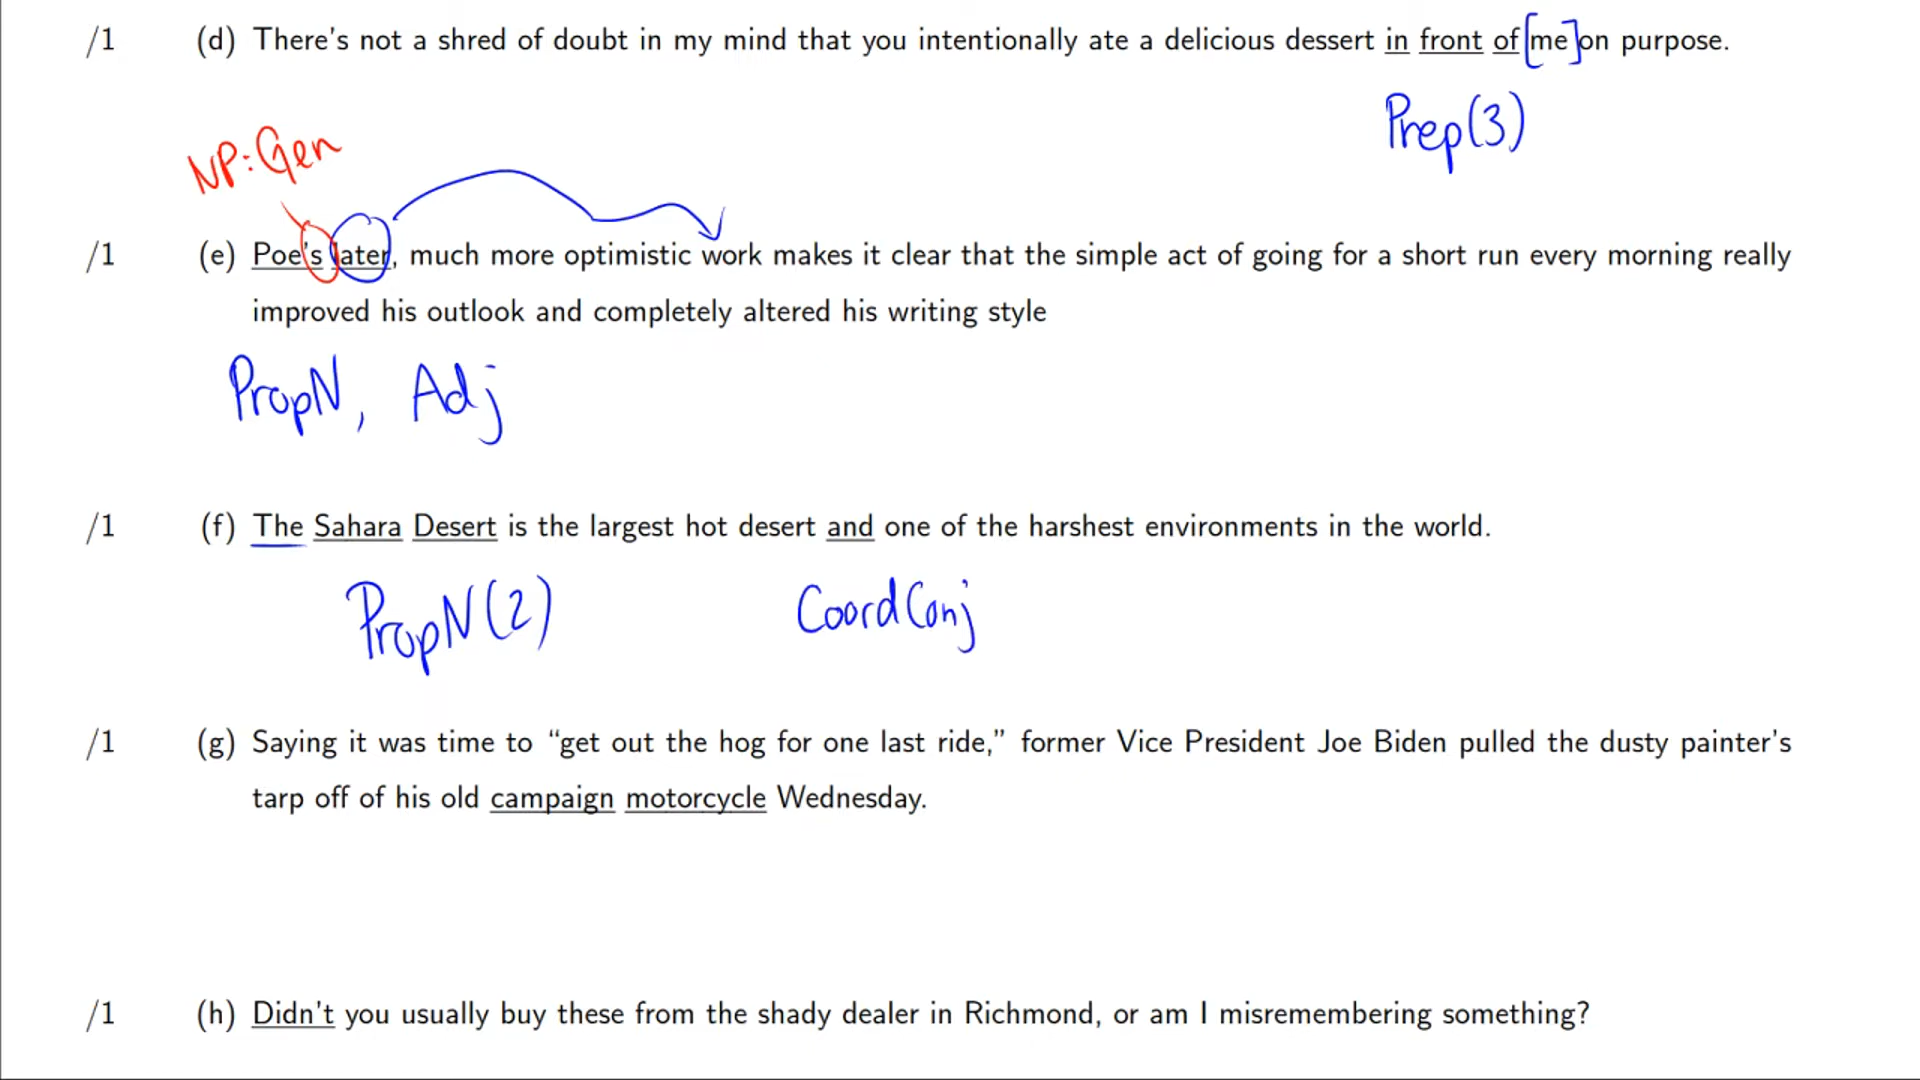 /1 (d) There's not a shred of doubt in my mind that you intentionally ate a delicious dessert in front of [me] on purpose.
Prep(3)
NP:Gen
/1 (e) Poe's later, much more optimistic work makes it clear that the simple act of going for a short run every morning really
improved his outlook and completely altered his writing style
PropN, Adj
/1 (f) The Sahara Desert is the largest hot desert and one of the harshest environments in the world.
PropN(2) CoordConj
/1 (g) Saying it was time to “get out the hog for one last ride,” former Vice President Joe Biden pulled the dusty painter's
tarp off of his old campaign motorcycle Wednesday.
/1 (h) Didn't you usually buy these from the shady dealer in Richmond, or am I misremembering something?